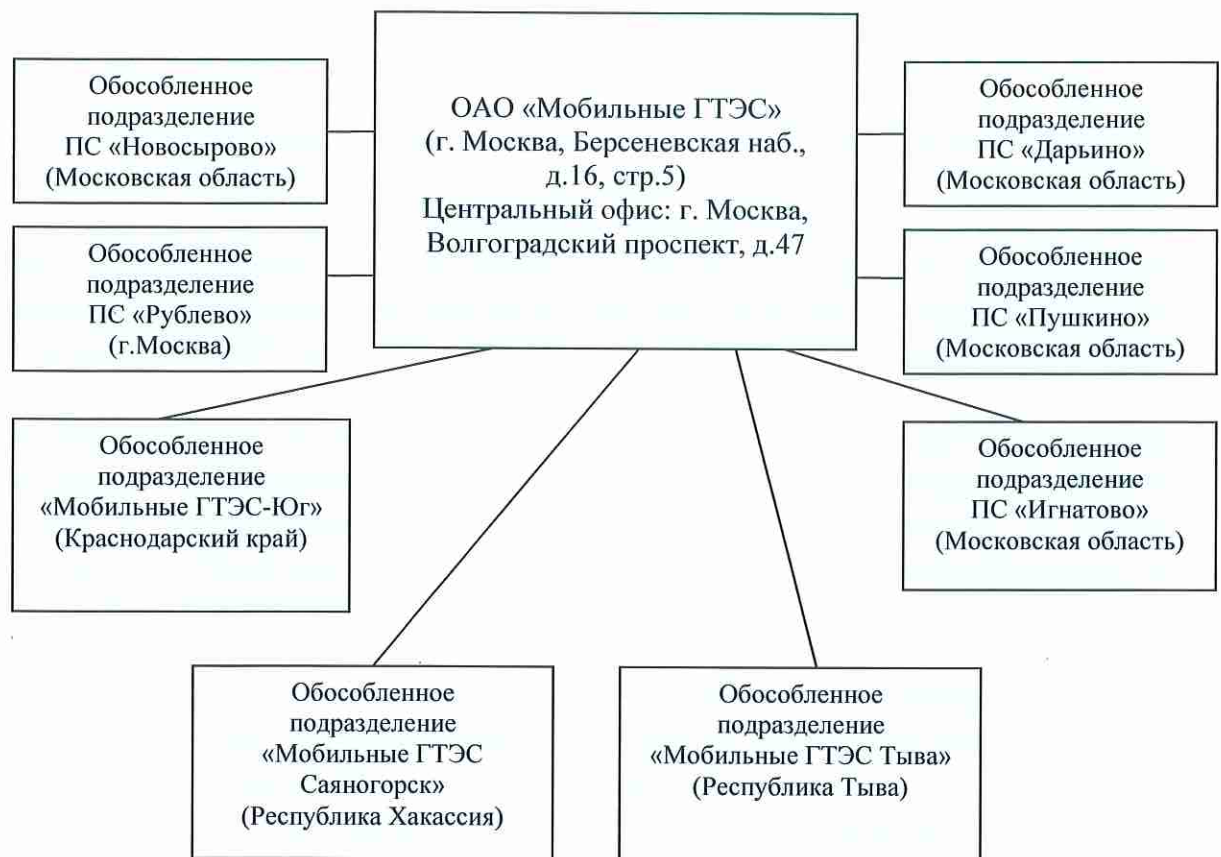 Обособленное
подразделение
ПС «Новосырово»
(Московская область)
ОАО «Мобильные ГТЭС»
(г. Москва, Берсеневская наб.,
д.16, стр.5)
Центральный офис: г. Москва,
Волгоградский проспект, д.47
Обособленное
подразделение
ПС «Дарьино»
(Московская область)
Обособленное
подразделение
ПС «Рублево»
(г.Москва)
Обособленное
подразделение
ПС «Пушкино»
(Московская область)
Обособленное
подразделение
«Мобильные ГТЭС-Юг»
(Краснодарский край)
Обособленное
подразделение
ПС «Игнатово»
(Московская область)
Обособленное
подразделение
«Мобильные ГТЭС
Саяногорск»
(Республика Хакассия)
Обособленное
подразделение
«Мобильные ГТЭС Тыва»
(Республика Тыва)